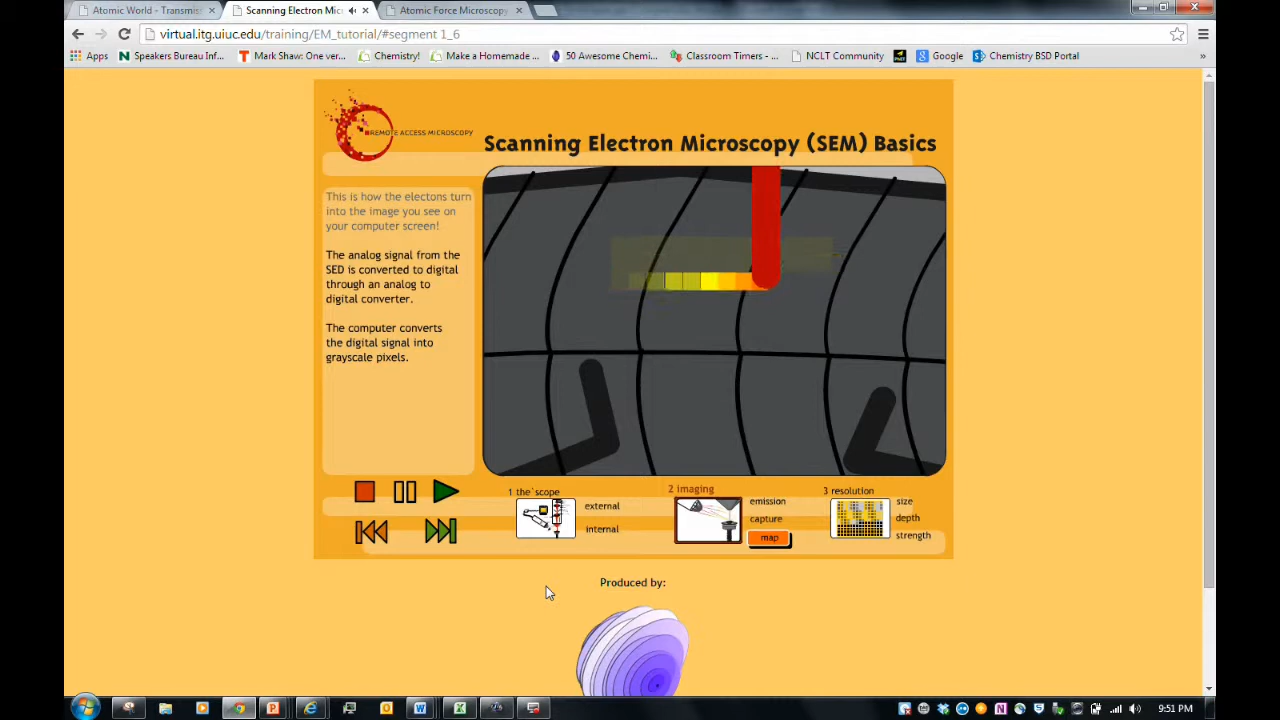 Atomic World - Transmis
Scanning Electron Mic
Atomic Force Microscopy
virtual.itg.uiuc.edu/training/EM_tutorial/#segment 1_6
Apps
Speakers Bureau Inf...
Mark Shaw: One ver...
Chemistry!
Make a Homemade ...
50 Awesome Chemi...
Classroom Timers - ...
NCLT Community
Google
Chemistry BSD Portal
»
REMOTE ACCESS MICROSCOPY
Scanning Electron Microscopy (SEM) Basics
This is how the electons turn
into the image you see on
your computer screen!
The analog signal from the
SED is converted to digital
through an analog to
digital converter.
The computer converts
the digital signal into
grayscale pixels.
1 the scope
external
internal
2 imaging
emission
capture
map
3 resolution
size
depth
strength
Produced by:
9:51 PM